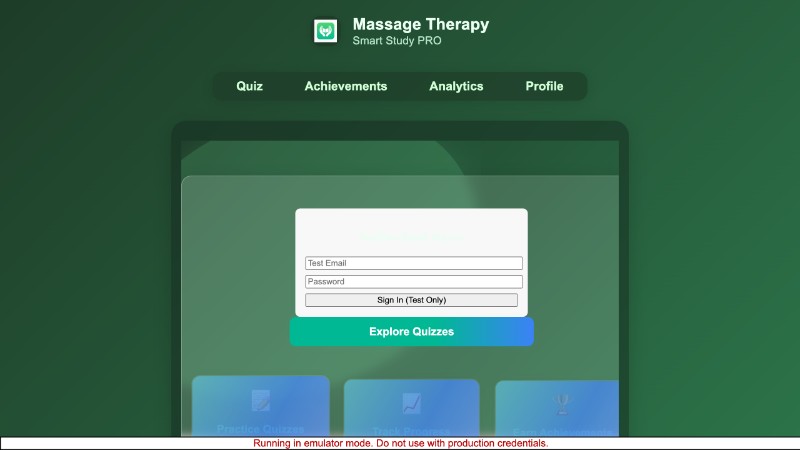 Massage Therapy
Smart Study PRO
Quiz Achievements Analytics Profile
Test Email
Password
Sign In (Test Only)
Explore Quizzes
Practice Quizzes Track Progress Earn Achievements
Running in emulator mode. Do not use with production credentials.